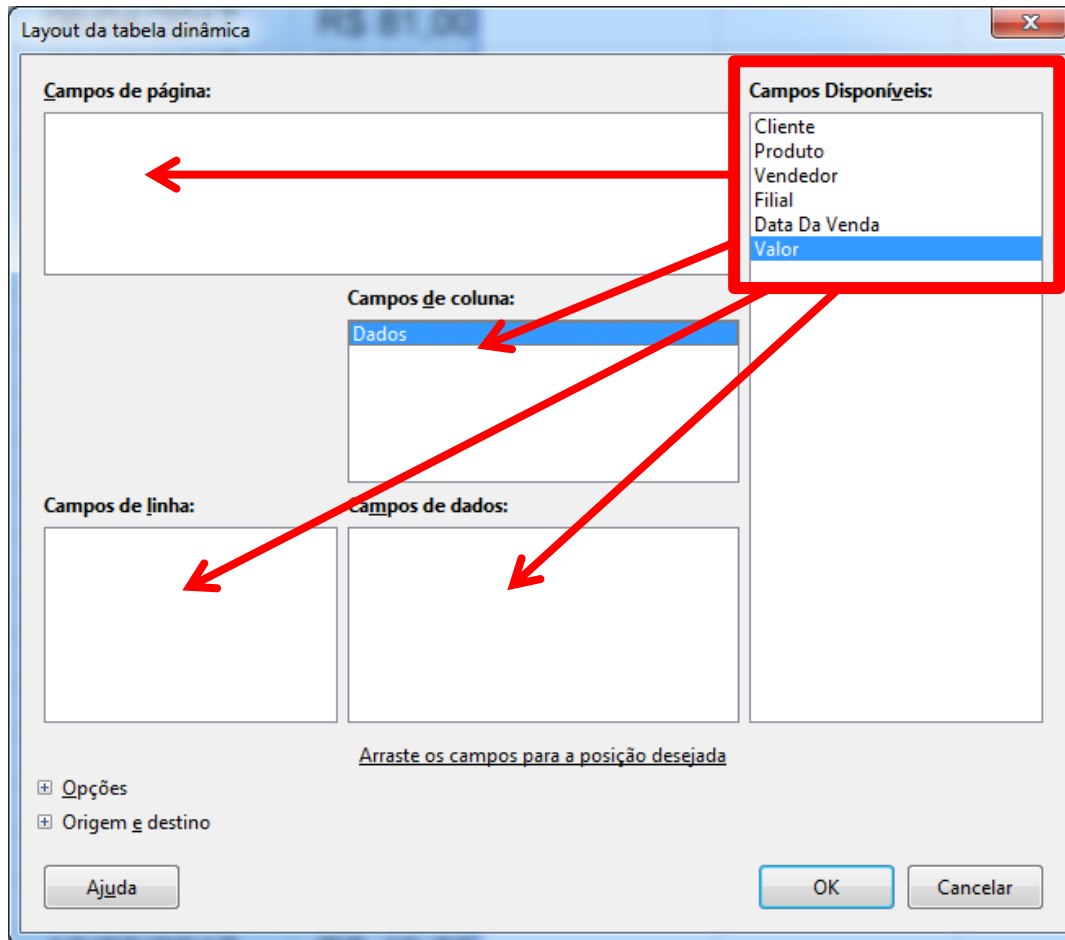 R$ 81,00
Layout da tabela dinâmica
Campos de página:
Campos Disponíveis:
Cliente
Produto
Vendedor
Filial
Data Da Venda
Valor
Campos de coluna:
Dados
Campos de linha:
Campos de dados:
Arraste os campos para a posição desejada
Opções
Origem e destino
Ajuda
OK
Cancelar